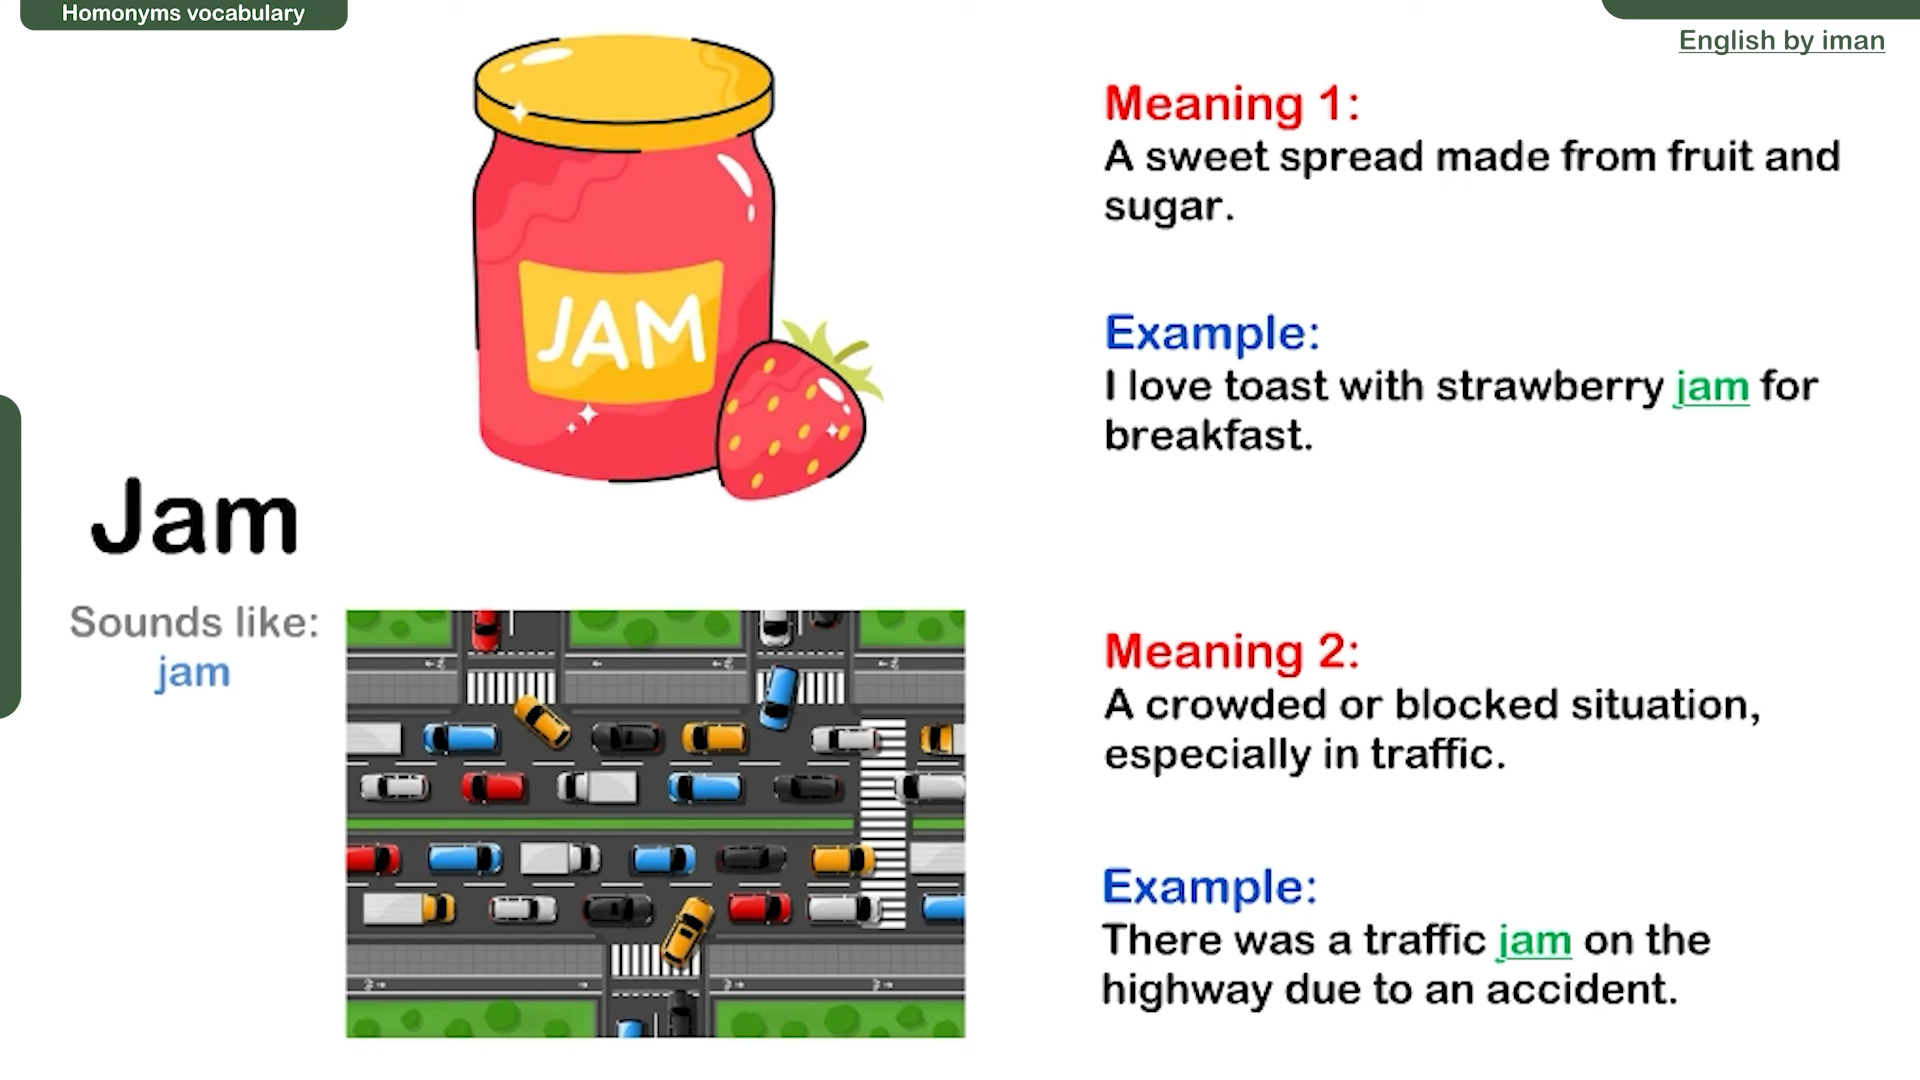 Homonyms vocabulary
English by iman
JAM
Jam
Sounds like:
jam
Meaning 1:
A sweet spread made from fruit and
sugar.
Example:
I love toast with strawberry jam for
breakfast.
Meaning 2:
A crowded or blocked situation,
especially in traffic.
Example:
There was a traffic jam on the
highway due to an accident.